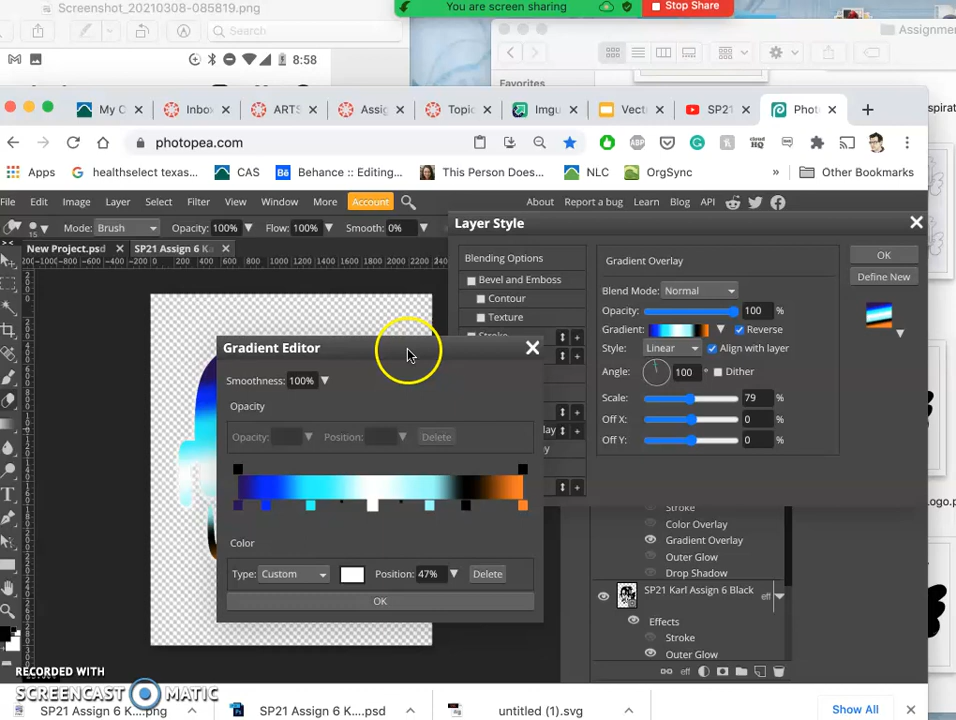 Screenshot_20210308-085819.png
You are screen sharing
Stop Share
Search
8:58
Favorites
My C
Inbo
ARTS
Assig
Topic
Imgu
Vecti
SP21
Photo
photopea.com
Apps
healthselect texas...
CAS
Behance :: Editing...
This Person Does...
NLC
OrgSync
»
Other Bookmarks
File Edit Image Layer Select Filter View Window More Account
About Report a bug Learn Blog API
15 Mode: Brush Opacity: 100% Flow: 100% Smooth: 0%
New Project.psd
SP21 Assign 6 Ka
Layer Style
Blending Options
Bevel and Emboss
Contour
Texture
Stroke
Gradient Overlay
Blend Mode: Normal
Opacity: 100 %
Gradient: Reverse
Style: Linear Align with layer
Angle: 100 ° Dither
Scale: 79 %
Off X: 0 %
Off Y: 0 %
OK
Define New
Gradient Editor
Smoothness: 100%
Opacity
Opacity: Position: Delete
Color
Type: Custom Position: 47% Delete
OK
Stroke
Color Overlay
Gradient Overlay
Outer Glow
Drop Shadow
SP21 Karl Assign 6 Black
eff
Effects
Stroke
Outer Glow
eff
RECORDED WITH
SCREENCAST MATIC
SP21 Assign 6 K....png
SP21 Assign 6 K....psd
untitled (1).svg
Show All